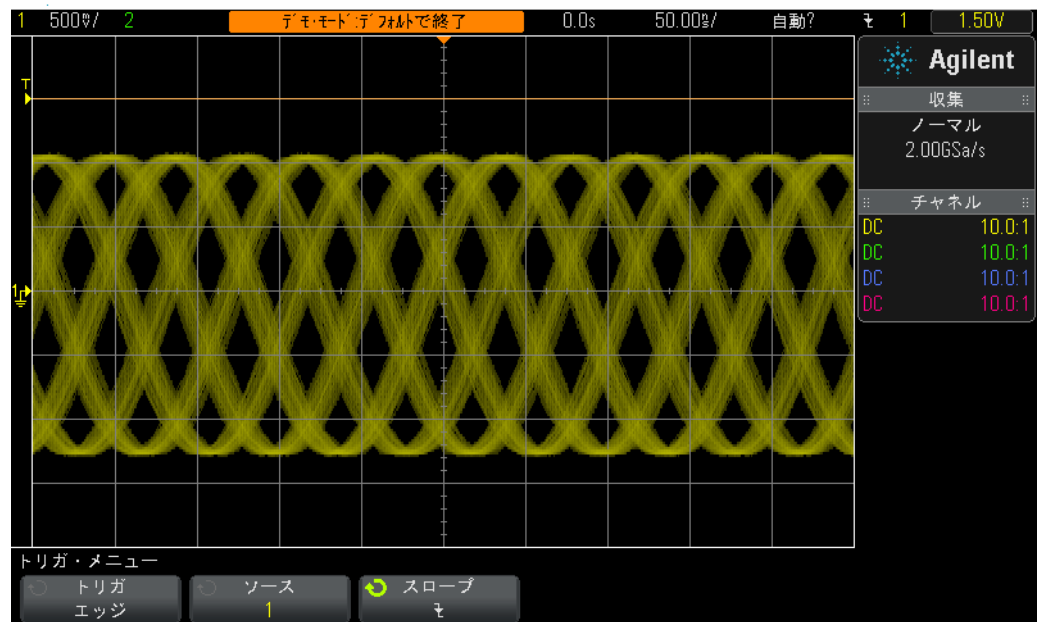 1 500㎷/ 2 デモ・モード:デフォルトで終了 0.0s 50.00㎱/ 自動? 1 1.50V
Agilent
T
収集
ノーマル
2.00GSa/s
チャネル
DC 10.0:1
DC 10.0:1
DC 10.0:1
DC 10.0:1
1
トリガ・メニュー
トリガ ソース スロープ
エッジ 1